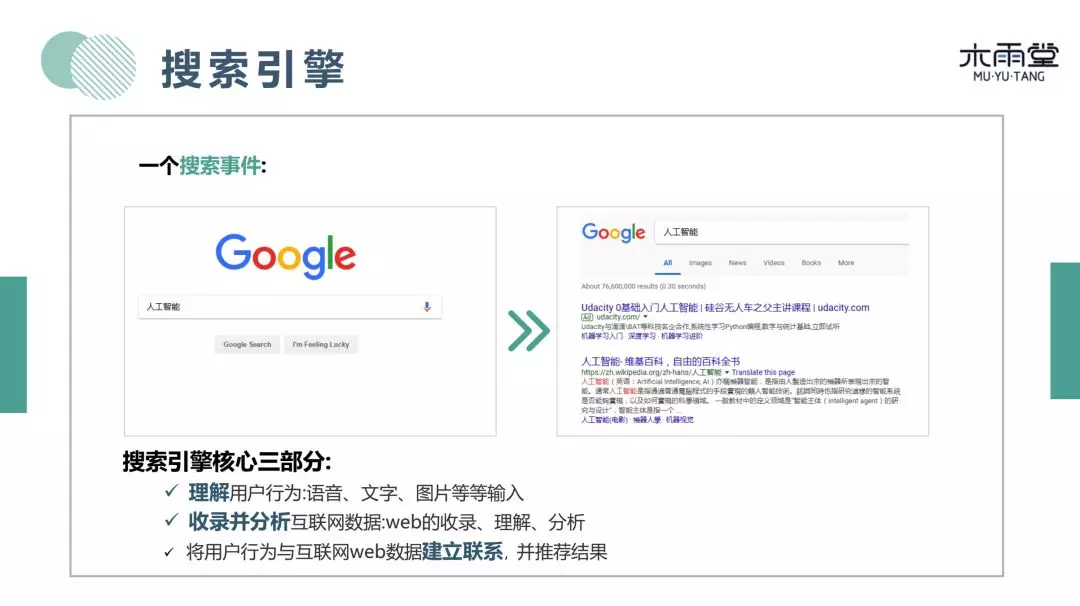 搜索引擎
木雨堂
MU·YU·TANG
一个搜索事件:
Google
人工智能
Google Search
I'm Feeling Lucky
Google
人工智能
All Images News Videos Books More
About 76,600,000 results (0.30 seconds)
Udacity 0基础入门人工智能 | 硅谷无人车之父主讲课程 | udacity.com
Ad udacity.com/
Udacity与滴滴\BAT等科技名企合作,系统性学习Python编程,数学与统计基础,立即试听
机器学习入门 · 深度学习 · 机器学习进阶
人工智能- 维基百科，自由的百科全书
https://zh.wikipedia.org/zh-hans/人工智能 Translate this page
人工智能（英语：Artificial Intelligence, AI）亦稱機器智能，是指由人製造出來的機器所表現出來的智
能。通常人工智能是指通過普通電腦程式的手段實現的類人智能技術。該詞同時也指研究這樣的智能系統
是否能夠實現，以及如何實現的科學領域。 一般教材中的定义领域是“智能主体（intelligent agent）的研
究与设计”，智能主体是指一个 ...
人工智能(电影) · 機器人學 · 机器视觉
搜索引擎核心三部分:
✓ 理解用户行为:语音、文字、图片等等输入
✓ 收录并分析互联网数据:web的收录、理解、分析
✓ 将用户行为与互联网web数据建立联系, 并推荐结果